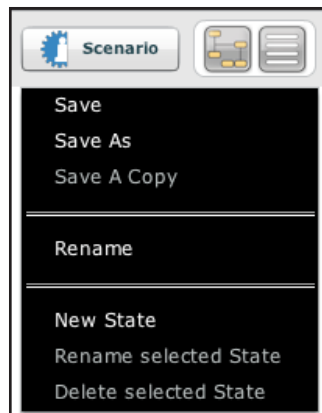 Scenario
Save
Save As
Save A Copy
Rename
New State
Rename selected State
Delete selected State